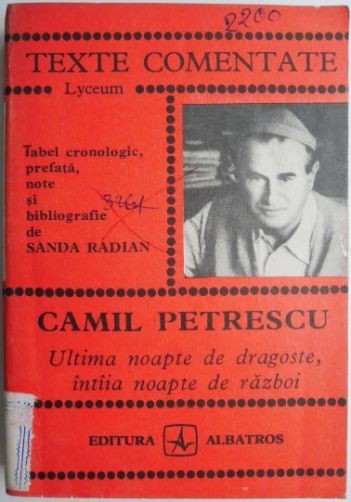 2200
TEXTE COMENTATE
Lyceum
Tabel cronologic,
prefață,
note
și
bibliografie
de
SANDA RADIAN
CAMIL PETRESCU
Ultima noapte de dragoste,
întîia noapte de război
EDITURA ALBATROS